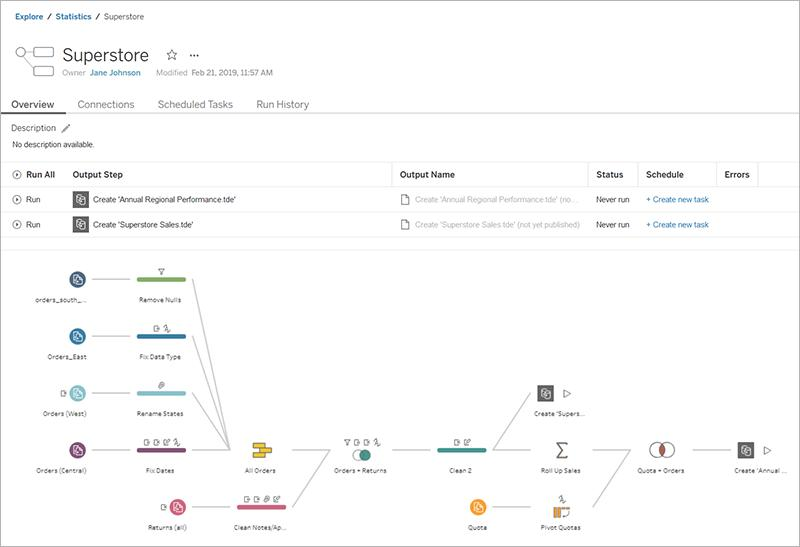 Explore / Statistics / Superstore
Superstore
Owner Jane Johnson Modified Feb 21, 2019, 11:57 AM
Overview Connections Scheduled Tasks Run History
Description
No description available.
Run All Output Step Output Name Status Schedule Errors
Run Create 'Annual Regional Performance.tde' Create 'Annual Regional Performance.tde' (no... Never run + Create new task
Run Create 'Superstore Sales.tde' Create 'Superstore Sales.tde' (not yet published) Never run + Create new task
orders_south_... Remove Nulls
Orders_East Fix Data Type
Orders (West) Rename States Create 'Supers...
Orders (Central) Fix Dates All Orders Orders + Returns Clean 2 Roll Up Sales Quota + Orders Create 'Annual ...
Returns (all) Clean Notes/Ap... Quota Pivot Quotas